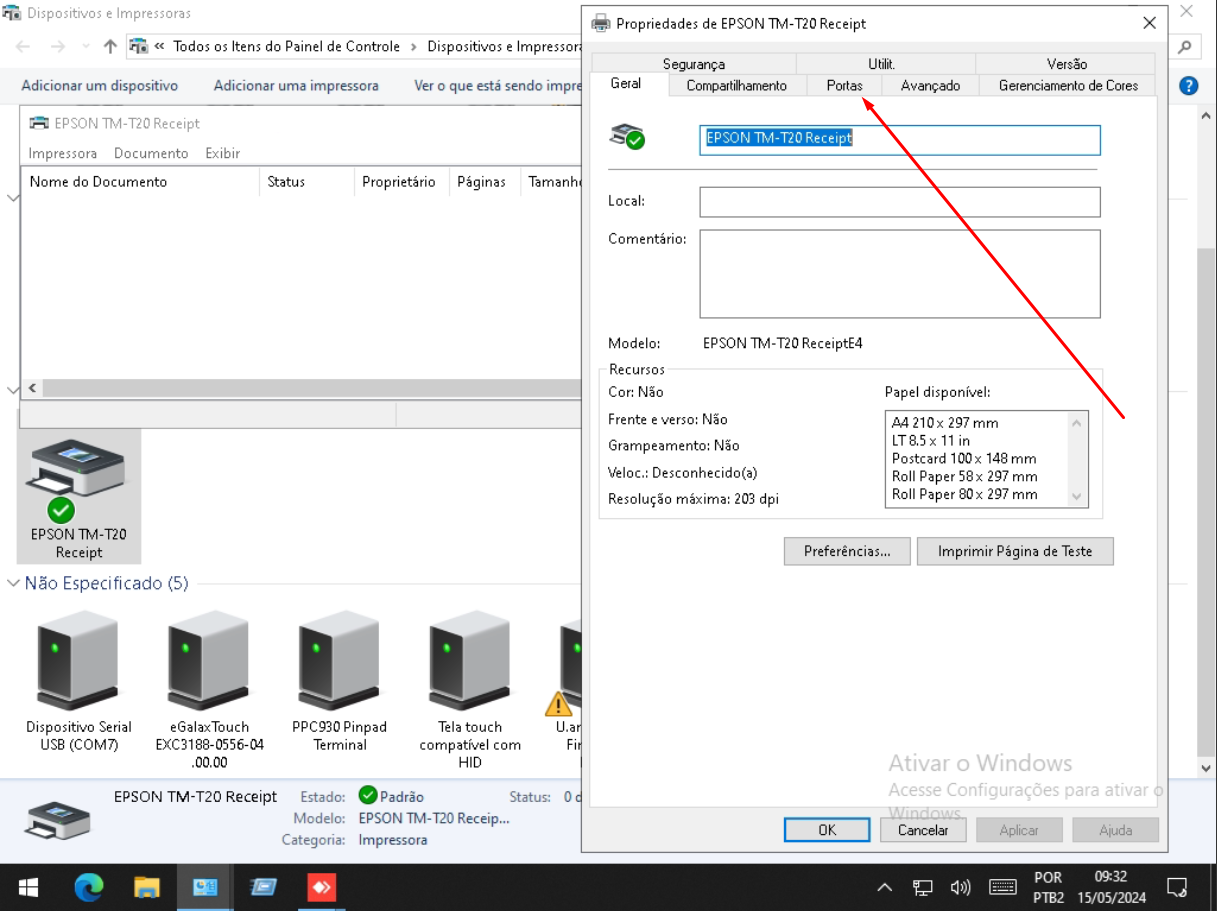 Dispositivos e Impressoras
« Todos os Itens do Painel de Controle › Dispositivos e Impressora
Adicionar um dispositivo Adicionar uma impressora Ver o que está sendo impre
EPSON TM-T20 Receipt
Impressora Documento Exibir
Nome do Documento Status Proprietário Páginas Tamanho
EPSON TM-T20
Receipt
Não Especificado (5)
Dispositivo Serial
USB (COM7)
eGalaxTouch
EXC3188-0556-04
.00.00
PPC930 Pinpad
Terminal
Tela touch
compatível com
HID
U.ar
Fi
EPSON TM-T20 Receipt Estado: Padrão Status: 0 d
Modelo: EPSON TM-T20 Receip...
Categoria: Impressora
Propriedades de EPSON TM-T20 Receipt
Segurança Utilit. Versão
Geral Compartilhamento Portas Avançado Gerenciamento de Cores
EPSON TM-T20 Receipt
Local:
Comentário:
Modelo: EPSON TM-T20 ReceiptE4
Recursos
Cor: Não
Frente e verso: Não
Grampeamento: Não
Veloc.: Desconhecido(a)
Resolução máxima: 203 dpi
Papel disponível:
A4 210 x 297 mm
LT 8.5 x 11 in
Postcard 100 x 148 mm
Roll Paper 58 x 297 mm
Roll Paper 80 x 297 mm
Preferências... Imprimir Página de Teste
Ativar o Windows
Acesse Configurações para ativar o
Windows.
OK Cancelar Aplicar Ajuda
POR 09:32
PTB2 15/05/2024